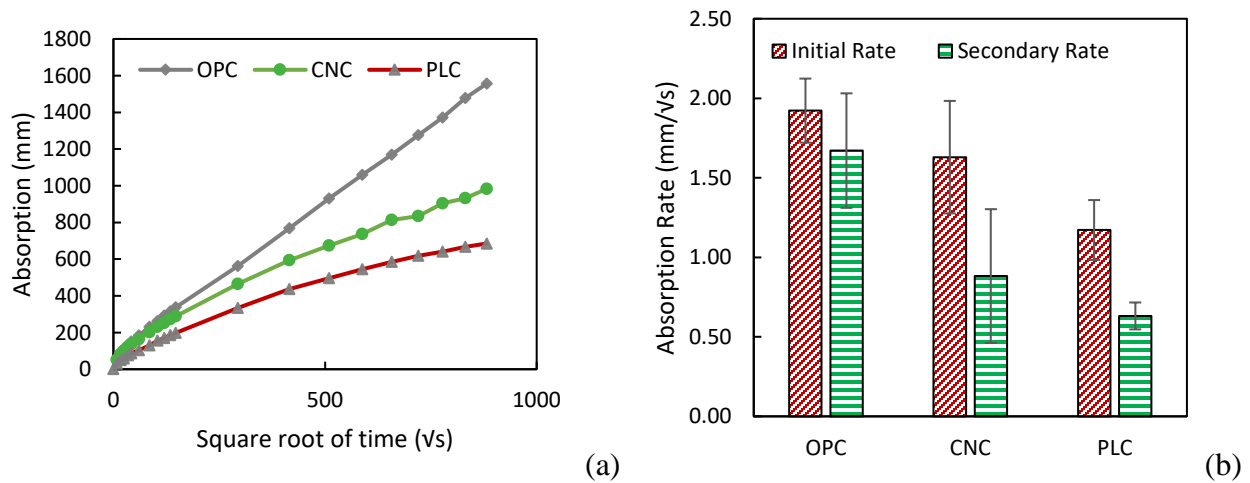 1800
1600
1400
1200
1000
800
600
400
200
0
Absorption (mm)
OPC CNC PLC
0 500 1000
Square root of time (√s)
(a)
2.50
2.00
1.50
1.00
0.50
0.00
Absorption Rate (mm/√s)
Initial Rate Secondary Rate
OPC CNC PLC
(b)